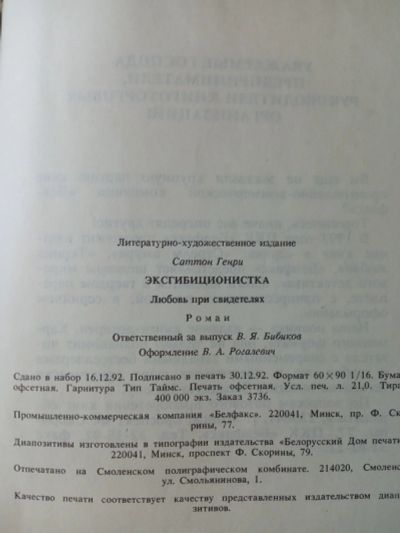 Литературно-художественное издание
Саттон Генри
ЭКСГИБИЦИОНИСТКА
Любовь при свидетелях
Роман
Ответственный за выпуск В. Я. Бибиков
Оформление В. А. Рогалевич
Сдано в набор 16.12.92. Подписано в печать 30.12.92. Формат 60×90 1/16. Бума
офсетная. Гарнитура Тип Таймс. Печать офсетная. Усл. печ. л. 21,0. Тира
400 000 экз. Заказ 3736.
Промышленно-коммерческая компания «Белфакс». 220041, Минск, пр. Ф. Ско
рины, 77.
Диапозитивы изготовлены в типографии издательства «Белорусский Дом печати
220041, Минск, проспект Ф. Скорины, 79.
Отпечатано на Смоленском полиграфическом комбинате. 214020, Смоленс
ул. Смольянинова, 1.
Качество печати соответствует качеству представленных издательством диап
зитивов.